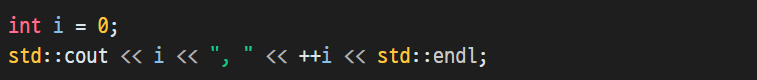 int i = 0;
std::cout << i << ", " << ++i << std::endl;